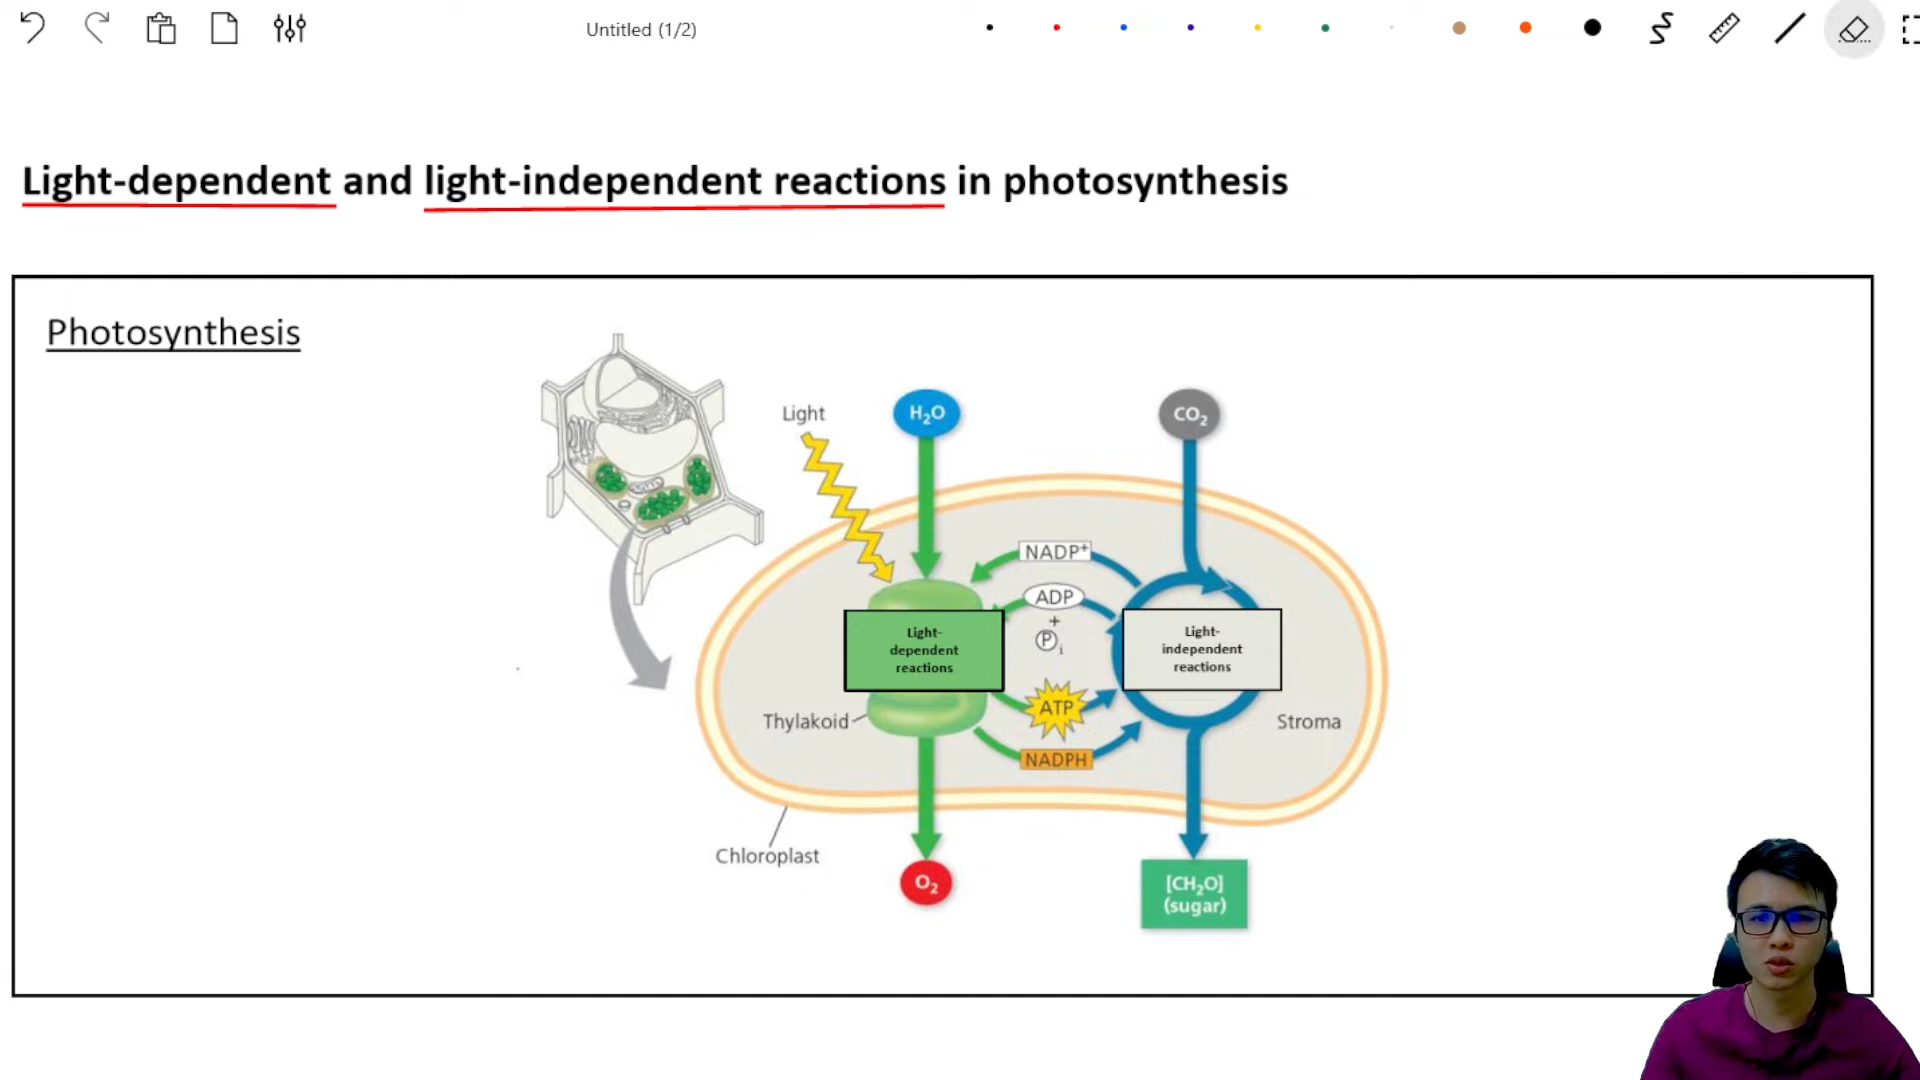 Untitled (1/2)
Light-dependent and light-independent reactions in photosynthesis
Photosynthesis
Light
H₂O
CO₂
NADP⁺
ADP
+
Pi
Light-
dependent
reactions
Light-
independent
reactions
ATP
Thylakoid
Stroma
NADPH
Chloroplast
O₂
[CH₂O]
(sugar)